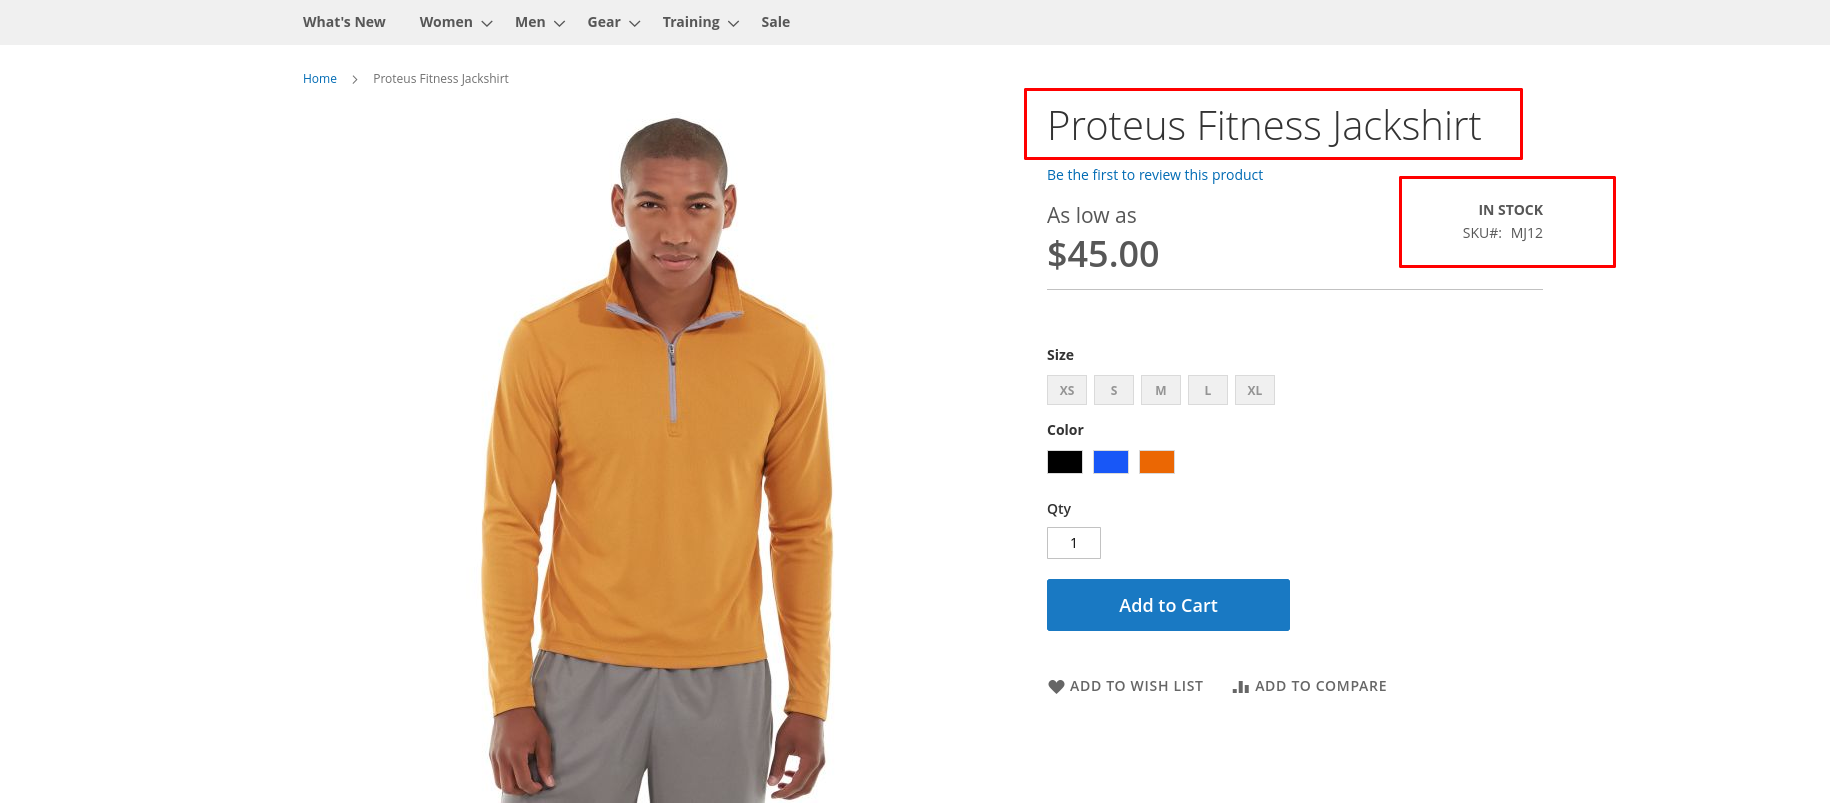 What's New Women Men Gear Training Sale
Home Proteus Fitness Jackshirt
Proteus Fitness Jackshirt
Be the first to review this product
As low as
$45.00
IN STOCK
SKU#: MJ12
Size
XS S M L XL
Color
Qty
1
Add to Cart
ADD TO WISH LIST ADD TO COMPARE